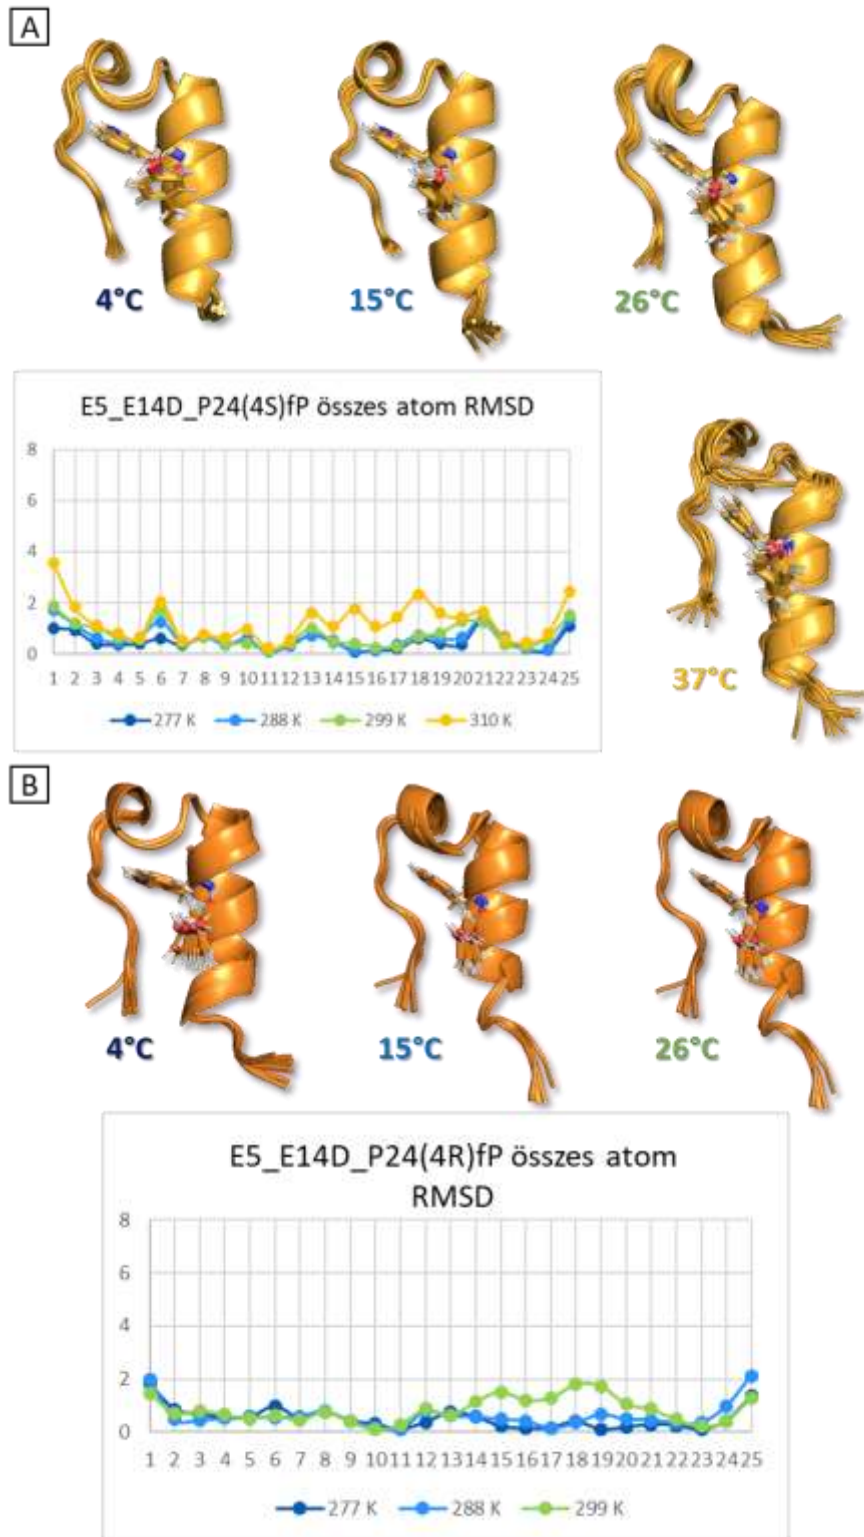 A
4°C 15°C 26°C
E5_E14D_P24(4S)fP összes atom RMSD
8
6
4
2
0
1 2 3 4 5 6 7 8 9 10 11 12 13 14 15 16 17 18 19 20 21 22 23 24 25
277 K 288 K 299 K 310 K
37°C
B
4°C 15°C 26°C
E5_E14D_P24(4R)fP összes atom
RMSD
8
6
4
2
0
1 2 3 4 5 6 7 8 9 10 11 12 13 14 15 16 17 18 19 20 21 22 23 24 25
277 K 288 K 299 K